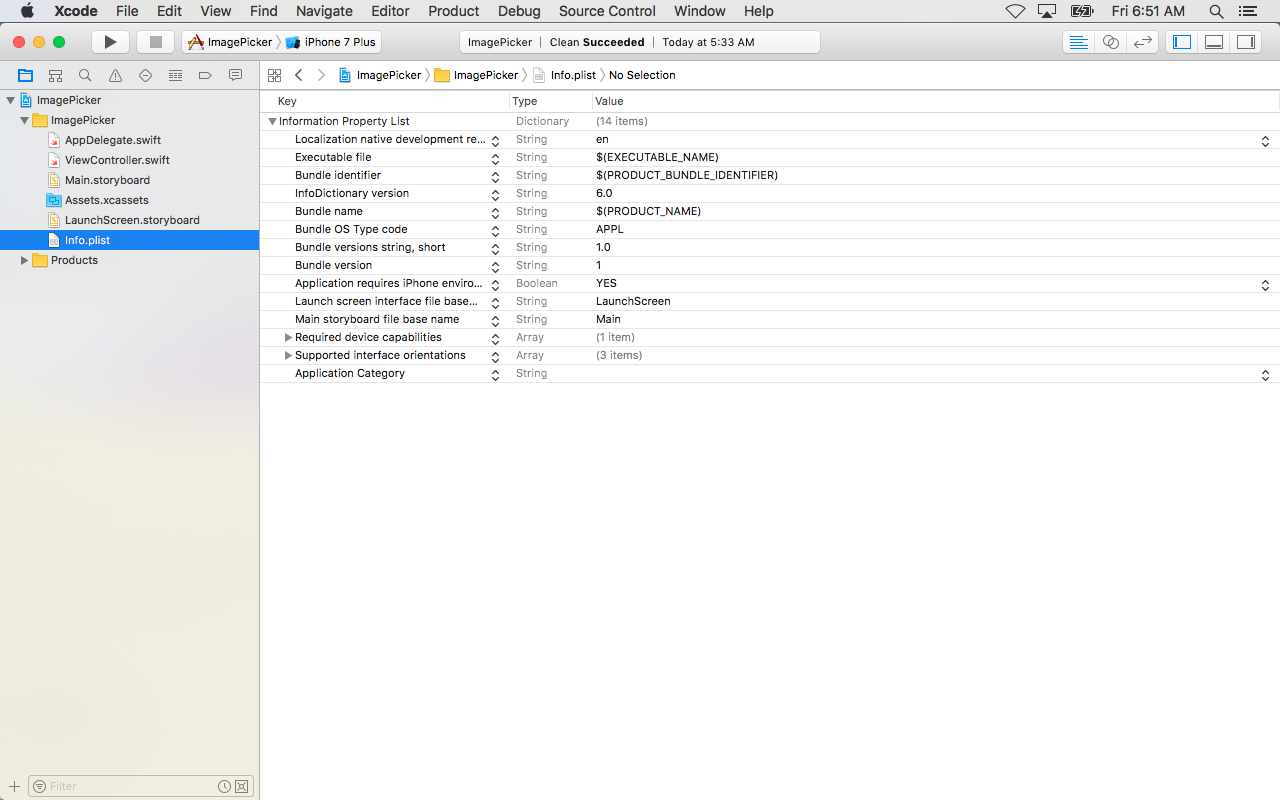 Xcode File Edit View Find Navigate Editor Product Debug Source Control Window Help Fri 6:51 AM
ImagePicker iPhone 7 Plus ImagePicker | Clean Succeeded | Today at 5:33 AM
ImagePicker ImagePicker Info.plist No Selection
ImagePicker
ImagePicker
AppDelegate.swift
ViewController.swift
Main.storyboard
Assets.xcassets
LaunchScreen.storyboard
Info.plist
Products
Filter
Key Type Value
Information Property List Dictionary (14 items)
Localization native development re... String en
Executable file String $(EXECUTABLE_NAME)
Bundle identifier String $(PRODUCT_BUNDLE_IDENTIFIER)
InfoDictionary version String 6.0
Bundle name String $(PRODUCT_NAME)
Bundle OS Type code String APPL
Bundle versions string, short String 1.0
Bundle version String 1
Application requires iPhone enviro... Boolean YES
Launch screen interface file base... String LaunchScreen
Main storyboard file base name String Main
Required device capabilities Array (1 item)
Supported interface orientations Array (3 items)
Application Category String